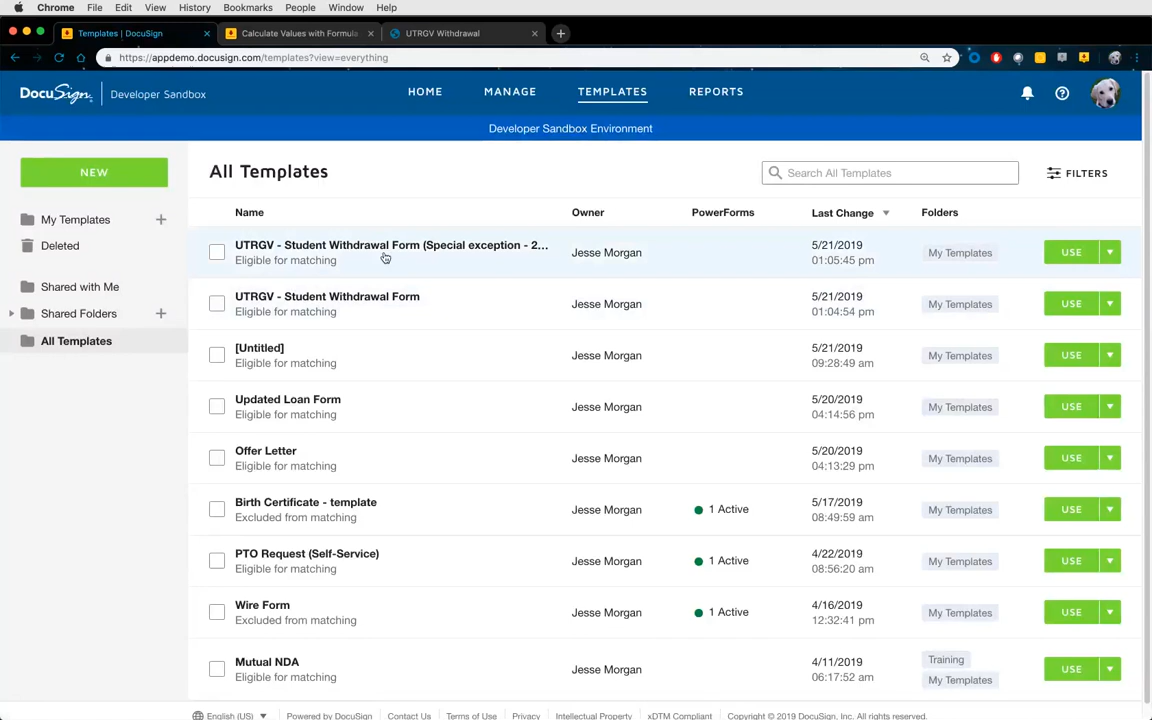 Chrome File Edit View History Bookmarks People Window Help
Templates | DocuSign
Calculate Values with Formula
UTRGV Withdrawal
https://appdemo.docusign.com/templates?view=everything
DocuSign Developer Sandbox HOME MANAGE TEMPLATES REPORTS
Developer Sandbox Environment
NEW
My Templates
Deleted
Shared with Me
Shared Folders
All Templates
All Templates
Search All Templates
FILTERS
Name Owner PowerForms Last Change Folders
UTRGV - Student Withdrawal Form (Special exception - 2...
Eligible for matching
Jesse Morgan
5/21/2019
01:05:45 pm
My Templates
USE
UTRGV - Student Withdrawal Form
Eligible for matching
Jesse Morgan
5/21/2019
01:04:54 pm
My Templates
USE
[Untitled]
Eligible for matching
Jesse Morgan
5/21/2019
09:28:49 am
My Templates
USE
Updated Loan Form
Eligible for matching
Jesse Morgan
5/20/2019
04:14:56 pm
My Templates
USE
Offer Letter
Eligible for matching
Jesse Morgan
5/20/2019
04:13:29 pm
My Templates
USE
Birth Certificate - template
Excluded from matching
Jesse Morgan
1 Active
5/17/2019
08:49:59 am
My Templates
USE
PTO Request (Self-Service)
Eligible for matching
Jesse Morgan
1 Active
4/22/2019
08:56:20 am
My Templates
USE
Wire Form
Excluded from matching
Jesse Morgan
1 Active
4/16/2019
12:32:41 pm
My Templates
USE
Mutual NDA
Eligible for matching
Jesse Morgan
4/11/2019
06:17:52 am
Training
My Templates
USE
English (US) Powered by DocuSign Contact Us Terms of Use Privacy Intellectual Property xDTM Compliant Copyright © 2019 DocuSign, Inc. All rights reserved.